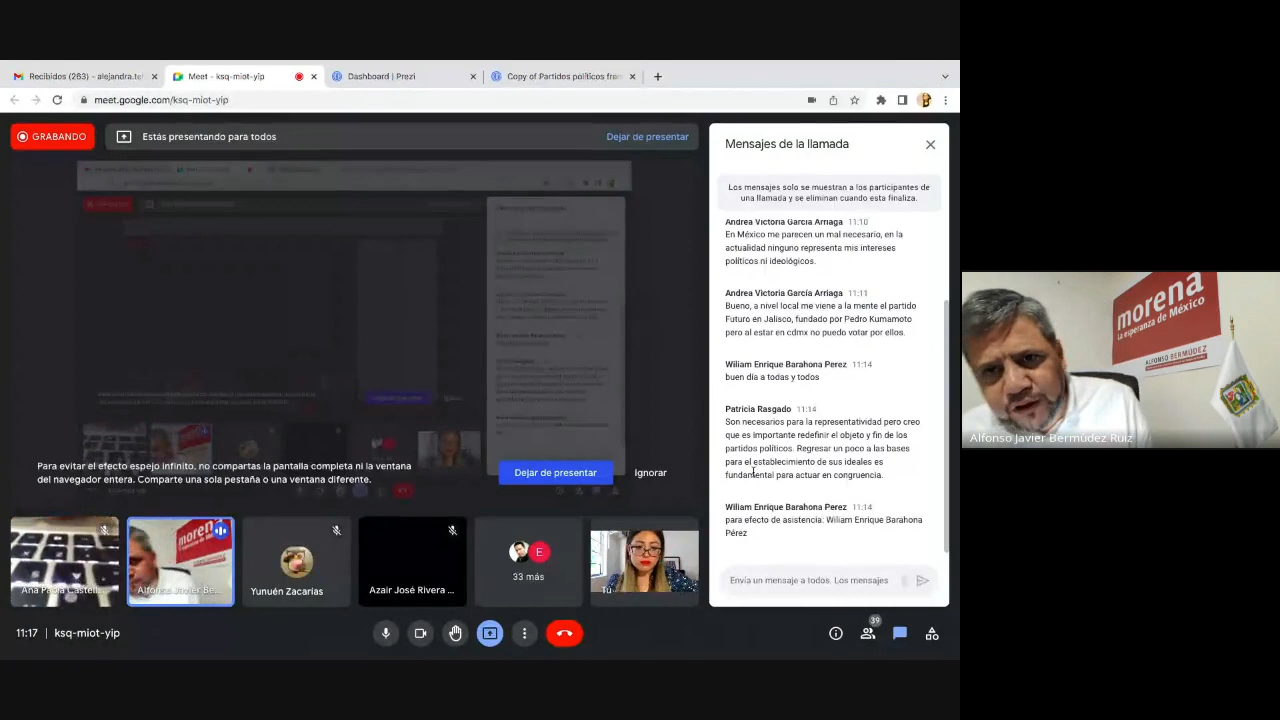 Recibidos (263) - alejandra.tel
Meet - ksq-miot-yip
Dashboard | Prezi
Copy of Partidos políticos fren
meet.google.com/ksq-miot-yip
GRABANDO
Estás presentando para todos
Dejar de presentar
Mensajes de la llamada
Los mensajes solo se muestran a los participantes de
una llamada y se eliminan cuando esta finaliza.
Andrea Victoria García Arriaga 11:10
En México me parecen un mal necesario, en la
actualidad ninguno representa mis intereses
políticos ni ideológicos.
Andrea Victoria García Arriaga 11:11
Bueno, a nivel local me viene a la mente el partido
Futuro en Jalisco, fundado por Pedro Kumamoto
pero al estar en cdmx no puedo votar por ellos.
Wiliam Enrique Barahona Perez 11:14
buen día a todas y todos
Patricia Rasgado 11:14
Son necesarios para la representatividad pero creo
que es importante redefinir el objeto y fin de los
partidos políticos. Regresar un poco a las bases
para el establecimiento de sus ideales es
fundamental para actuar en congruencia.
Wiliam Enrique Barahona Perez 11:14
para efecto de asistencia: Wiliam Enrique Barahona
Pérez
Envía un mensaje a todos. Los mensajes
Para evitar el efecto espejo infinito, no compartas la pantalla completa ni la ventana
del navegador entera. Comparte una sola pestaña o una ventana diferente.
Dejar de presentar
Ignorar
Ana Paola Castell...
morena
Alfonso Javier Be...
Yunuén Zacarias
Azair José Rivera ...
E
33 más
Tú
11:17
ksq-miot-yip
39
morena
La esperanza de México
ALFONSO BERMÚDEZ
Alfonso Javier Bermúdez Ruiz